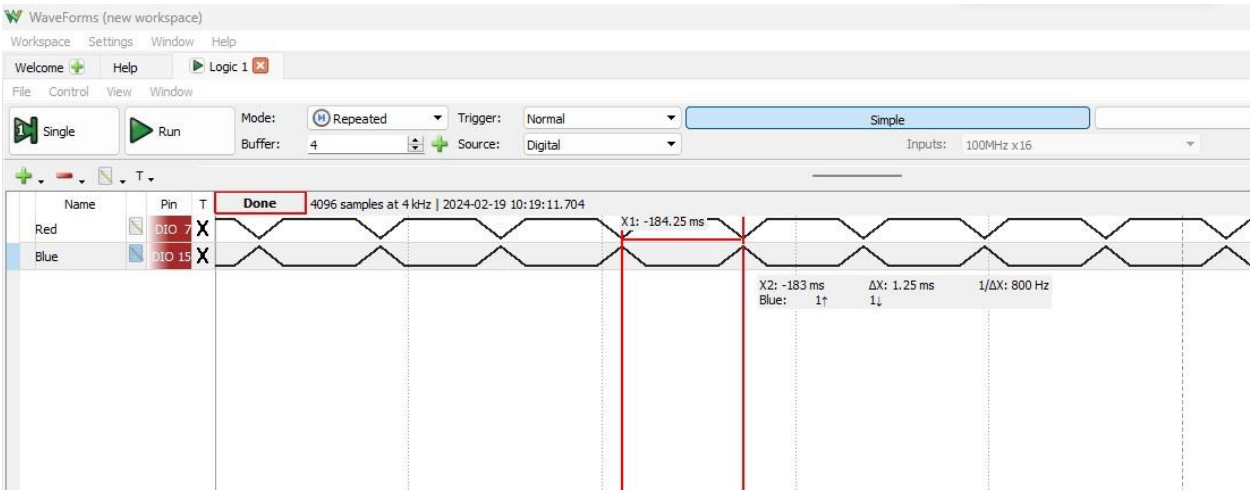 WaveForms (new workspace)
Workspace Settings Window Help
Welcome Help Logic 1
File Control View Window
Single Run Mode: Repeated Trigger: Normal Simple
Buffer: 4 Source: Digital Inputs: 100MHz x 16
T
Name Pin T Done 4096 samples at 4 kHz | 2024-02-19 10:19:11.704
Red DIO 7 X X1: -184.25 ms
Blue DIO 15 X
X2: -183 ms ΔX: 1.25 ms 1/ΔX: 800 Hz
Blue: 1↑ 1↓